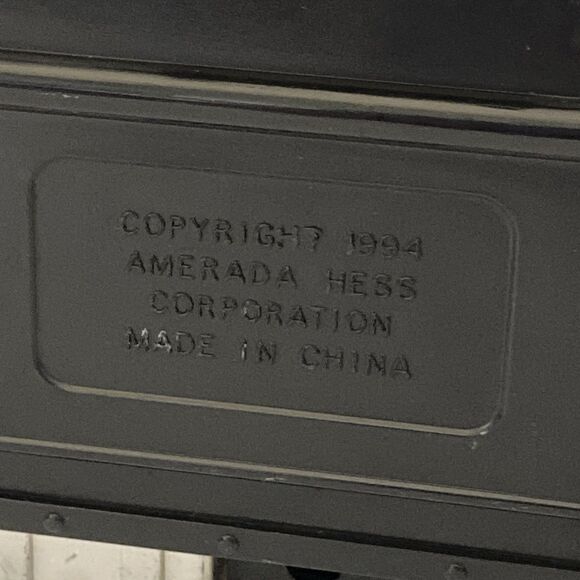 COPYRIGHT 1994
AMERADA HESS
CORPORATION
MADE IN CHINA